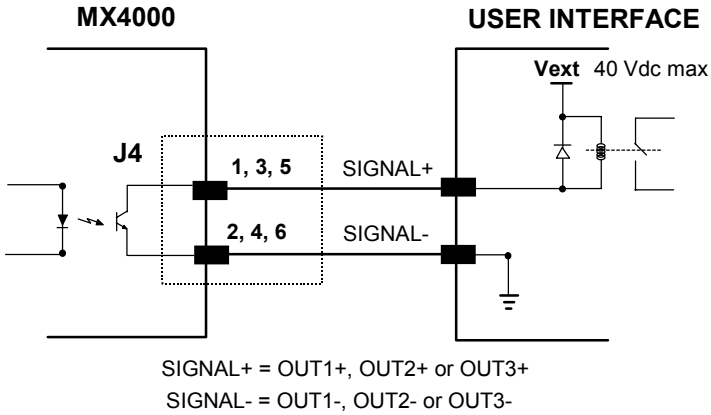 MX4000
USER INTERFACE
Vext 40 Vdc max
J4
1, 3, 5
SIGNAL+
2, 4, 6
SIGNAL-
SIGNAL+ = OUT1+, OUT2+ or OUT3+
SIGNAL- = OUT1-, OUT2- or OUT3-